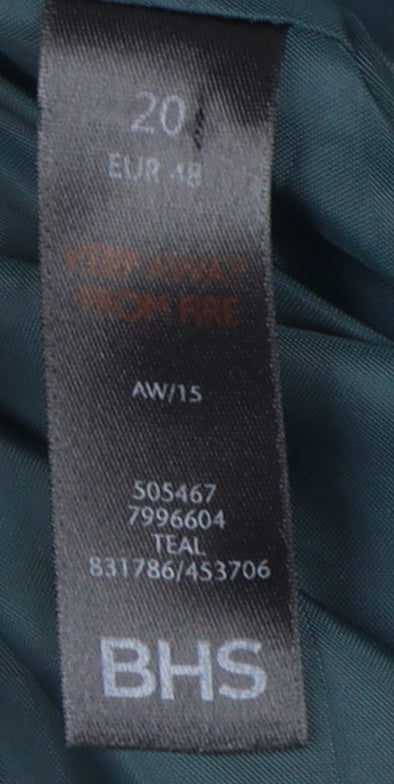 20
EUR 48
KEEP AWAY
FROM FIRE
AW/15
505467
7996604
TEAL
831786/453706
BHS